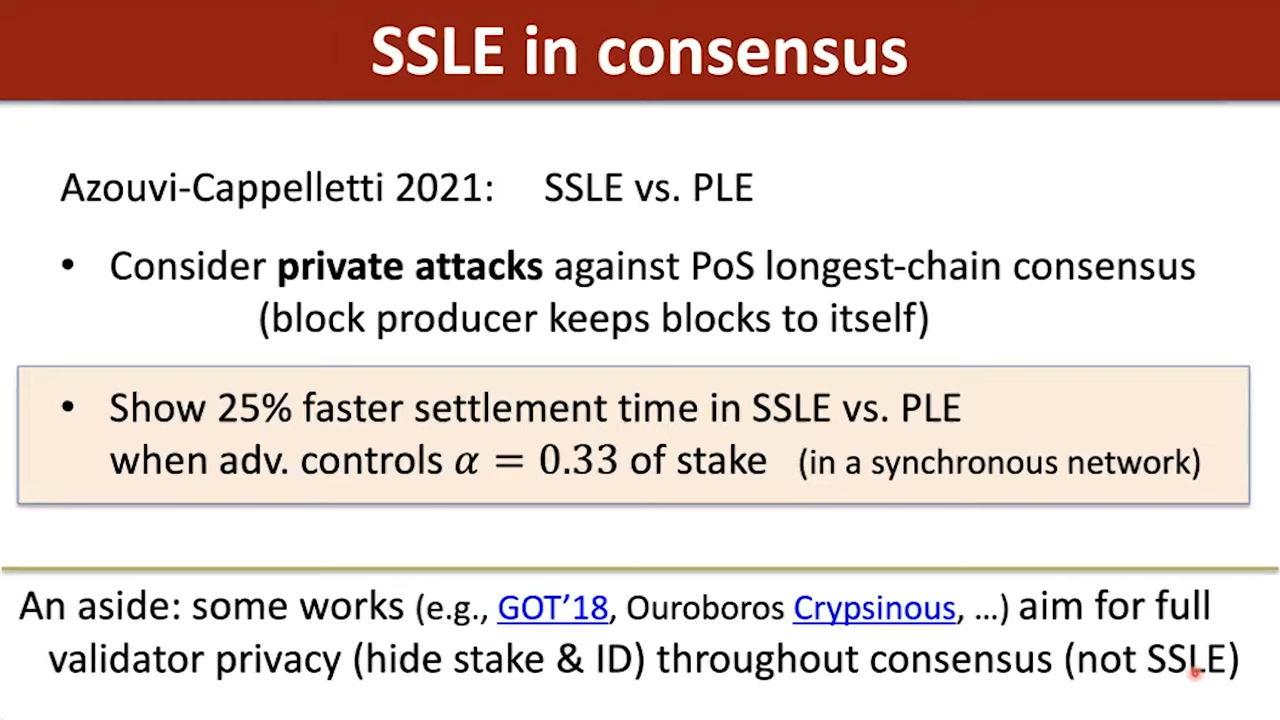 SSLE in consensus
Azouvi-Cappelletti 2021: SSLE vs. PLE
• Consider private attacks against PoS longest-chain consensus
(block producer keeps blocks to itself)
• Show 25% faster settlement time in SSLE vs. PLE
when adv. controls α = 0.33 of stake (in a synchronous network)
An aside: some works (e.g., GOT’18, Ouroboros Crypsinous, …) aim for full
validator privacy (hide stake & ID) throughout consensus (not SSLE)